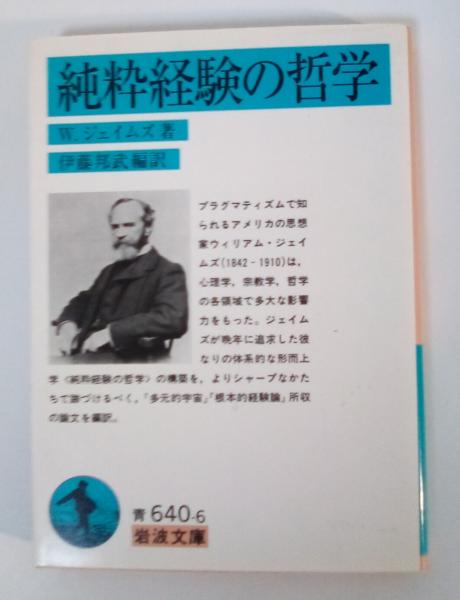 純粋経験の哲学
W. ジェイムズ 著
伊藤邦武 編訳
プラグマティズムで知
られるアメリカの思想
家ウィリアム・ジェイ
ムズ(1842‐1910)は,
心理学, 宗教学, 哲学
の各領域で多大な影響
力をもった。ジェイム
ズが晩年に追求した彼
なりの体系的な形而上
学〈純粋経験の哲学〉の構築を, よりシャープなかた
ちで跡づけるべく,「多元的宇宙」「根本的経験論」所収
の論文を編訳。
青 640-6
岩波文庫